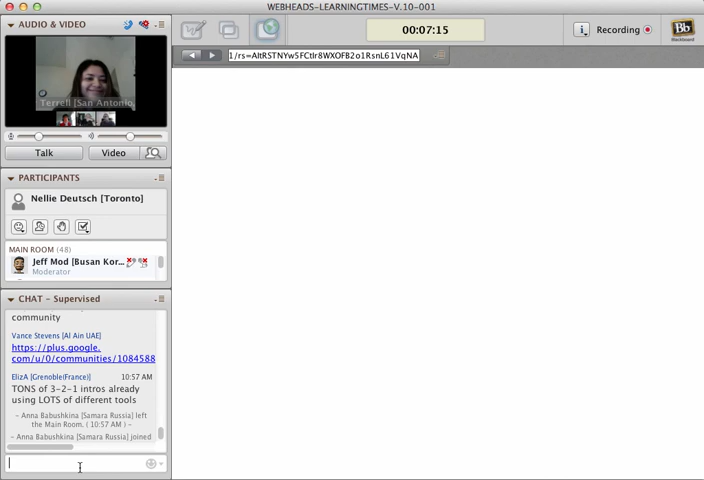 WEBHEADS-LEARNINGTIMES-V.10-001
AUDIO & VIDEO
Terrell [San Antonio,
Talk
Video
00:07:15
i
Recording
Bb
Blackboard
PARTICIPANTS
Nellie Deutsch [Toronto]
MAIN ROOM (48)
Jeff Mod [Busan Kor...
Moderator
CHAT – Supervised
community
Vance Stevens [Al Ain UAE]
https://plus.google.
com/u/0/communities/1084588
ElizA [Grenoble(France)]
10:57 AM
TONS of 3-2-1 intros already
using LOTS of different tools
– Anna Babushkina [Samara Russia] left
the Main Room. ( 10:57 AM ) –
– Anna Babushkina [Samara Russia] joined